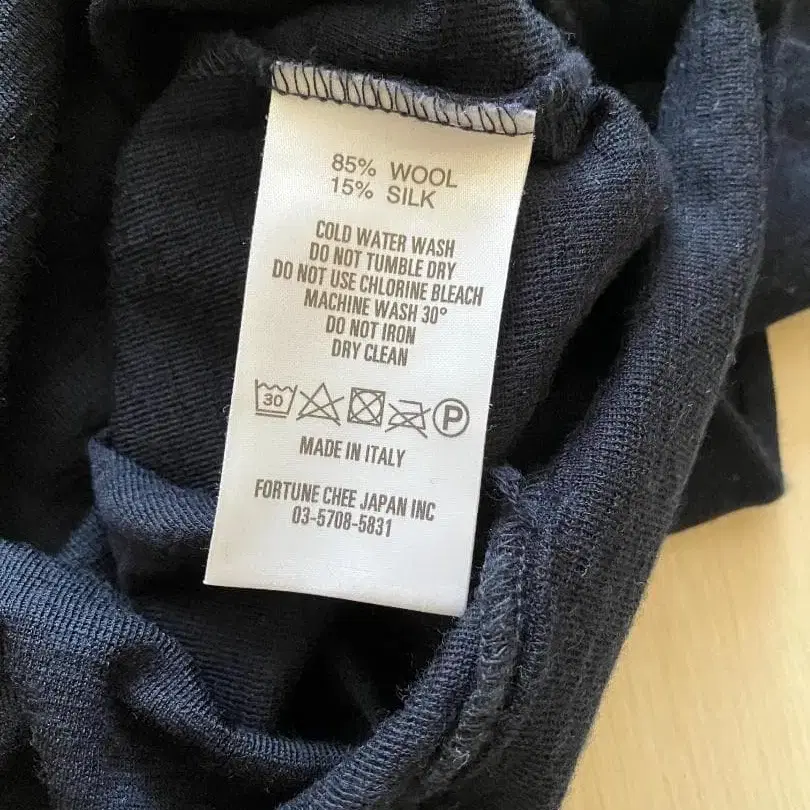 85% WOOL
15% SILK
COLD WATER WASH
DO NOT TUMBLE DRY
DO NOT USE CHLORINE BLEACH
MACHINE WASH 30°
DO NOT IRON
DRY CLEAN
30 P
MADE IN ITALY
FORTUNE CHEE JAPAN INC
03-5708-5831